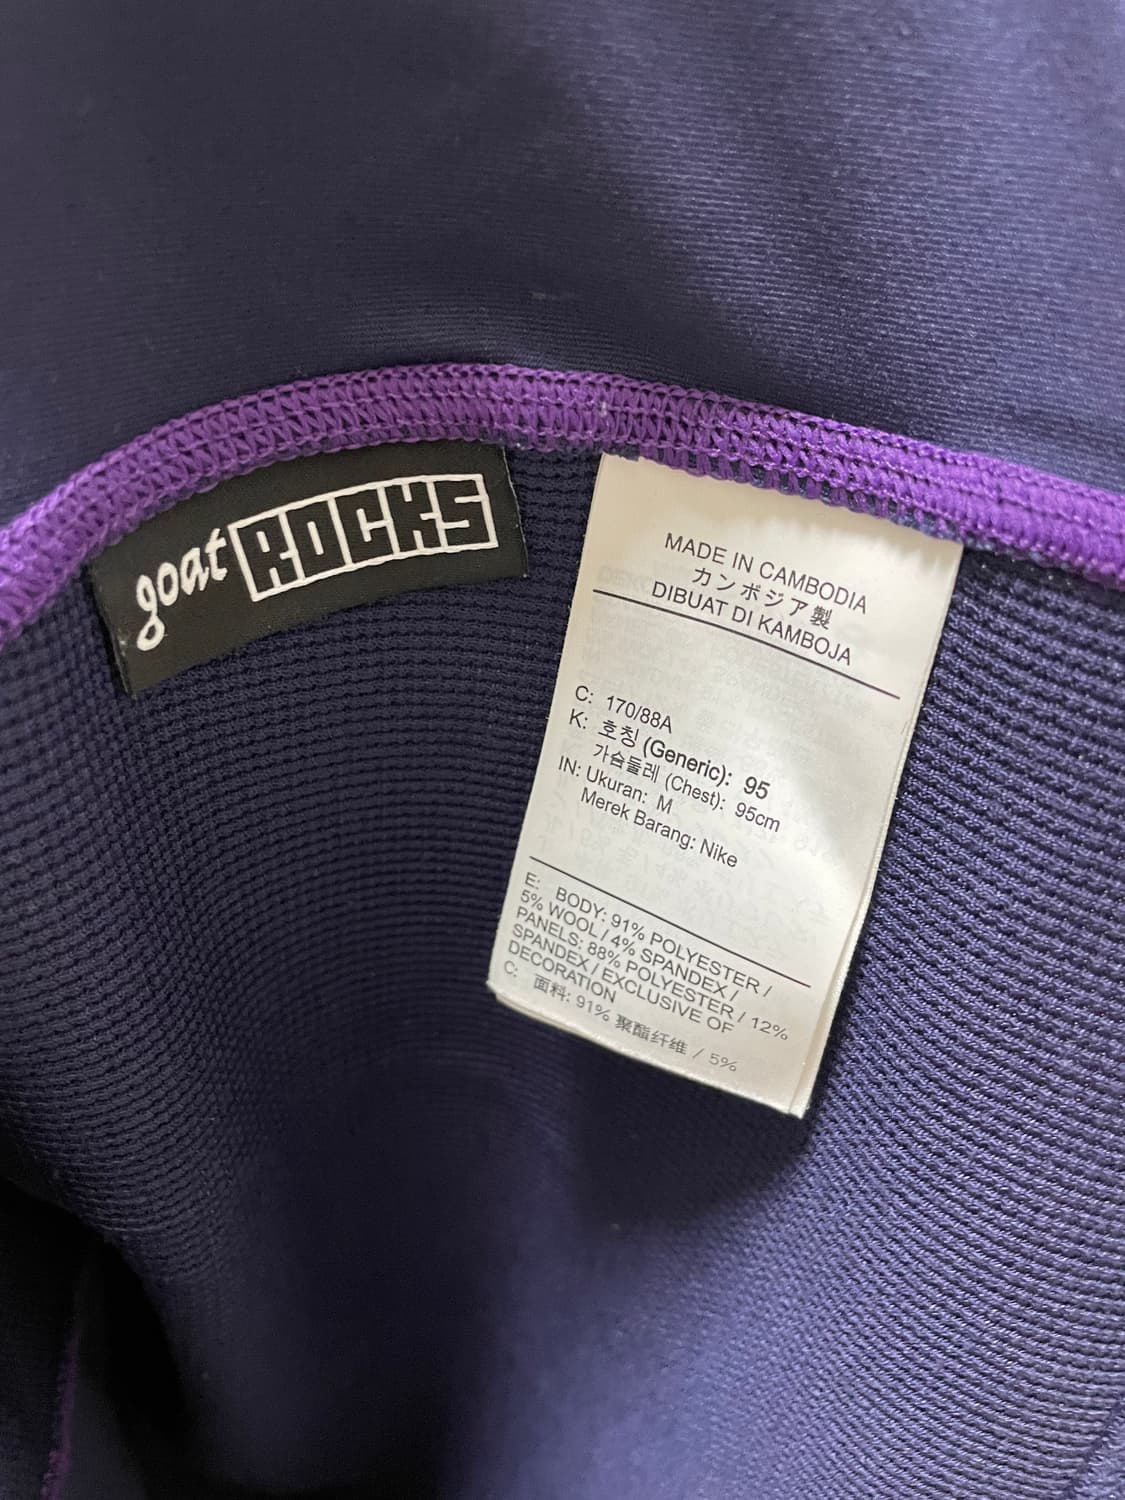 goat ROCKS
MADE IN CAMBODIA
カンボジア製
DIBUAT DI KAMBOJA
C: 170/88A
K: 호칭 (Generic): 95
가슴둘레 (Chest): 95cm
IN: Ukuran: M
Merek Barang: Nike
E: BODY: 91% POLYESTER /
5% WOOL / 4% SPANDEX /
PANELS: 88% POLYESTER / 12%
SPANDEX / EXCLUSIVE OF
DECORATION
C: 面料: 91% 聚酯纤维 / 5%